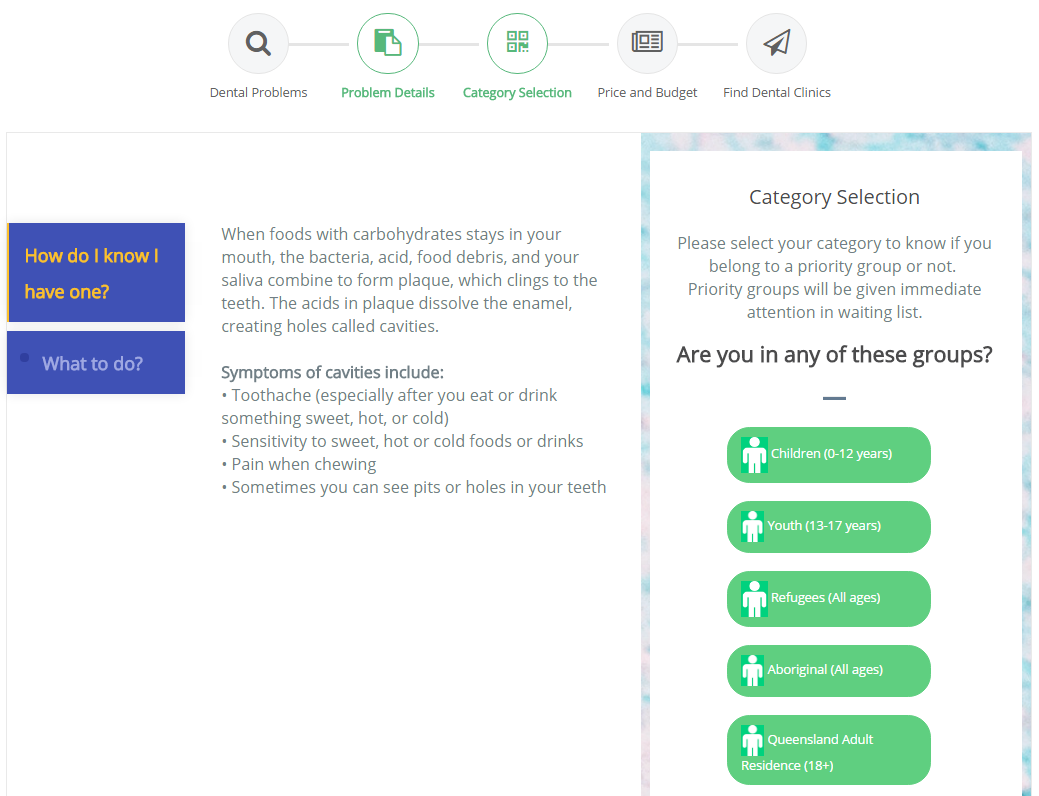 Dental Problems
Problem Details
Category Selection
Price and Budget
Find Dental Clinics
How do I know I
have one?
What to do?
When foods with carbohydrates stays in your
mouth, the bacteria, acid, food debris, and your
saliva combine to form plaque, which clings to the
teeth. The acids in plaque dissolve the enamel,
creating holes called cavities.
Symptoms of cavities include:
• Toothache (especially after you eat or drink
something sweet, hot, or cold)
• Sensitivity to sweet, hot or cold foods or drinks
• Pain when chewing
• Sometimes you can see pits or holes in your teeth
Category Selection
Please select your category to know if you
belong to a priority group or not.
Priority groups will be given immediate
attention in waiting list.
Are you in any of these groups?
Children (0-12 years)
Youth (13-17 years)
Refugees (All ages)
Aboriginal (All ages)
Queensland Adult
Residence (18+)